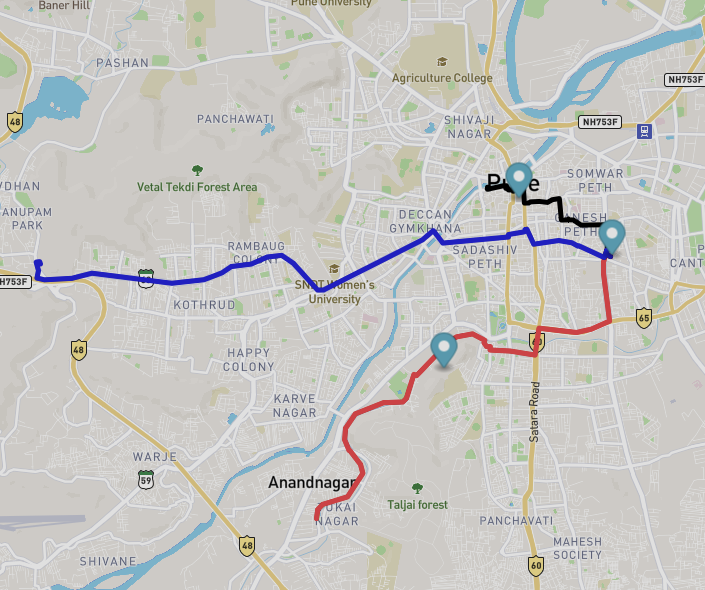 Baner Hill
Pune University
PASHAN
Agriculture College
NH753F
48
PANCHAWATI
SHIVAJI
NAGAR
NH753F
VDHAN
Vetal Tekdi Forest Area
SOMWAR
PETH
ANUPAM
PARK
DECCAN
GYMKHANA
GANESH
PETH
RAMBAUG
COLONY
SADASHIV
PETH
CANT
H753F
SNDT Women's
University
KOTHRUD
65
48
HAPPY
COLONY
60
KARVE
NAGAR
Satara Road
WARJE
59
Anandnagar
Taljai forest
NAGAR
PANCHAVATI
48
MAHESH
SOCIETY
SHIVANE
60